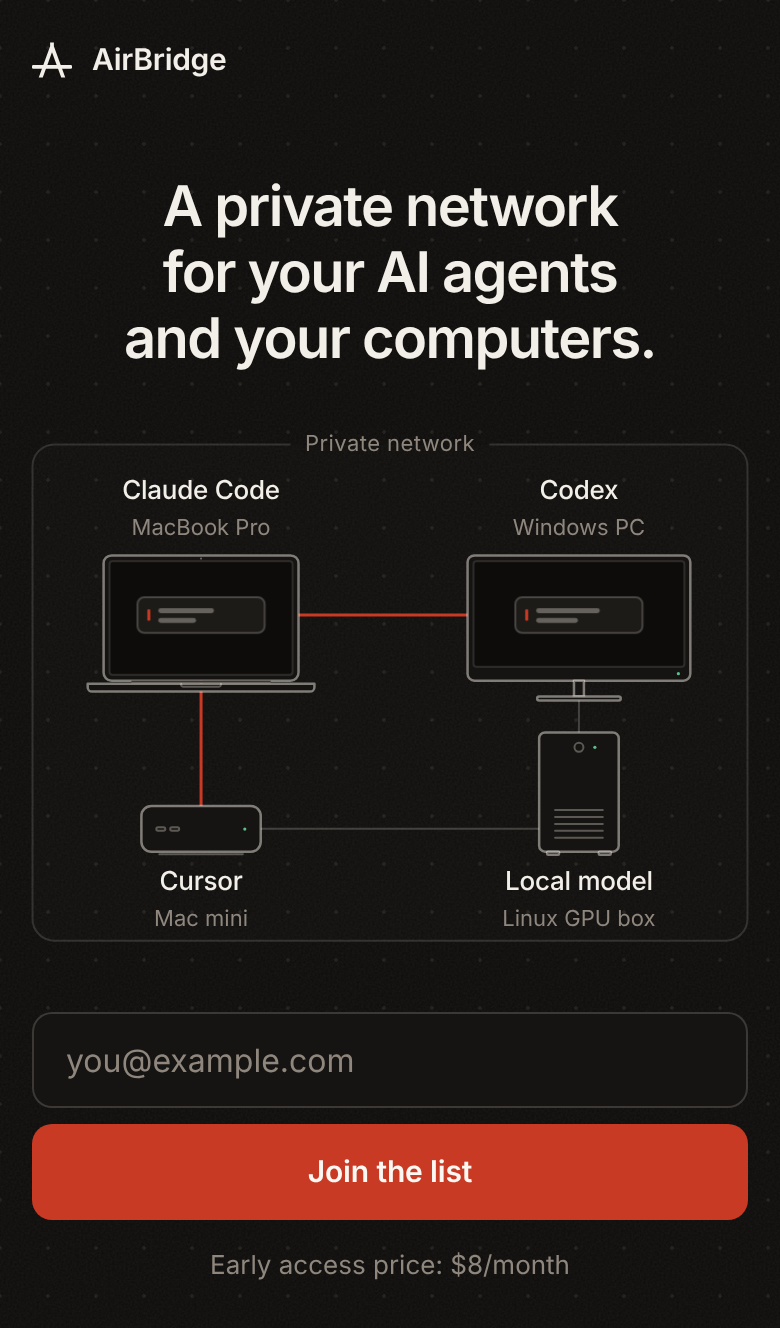 AirBridge
A private network
for your AI agents
and your computers.
Private network
Claude Code
MacBook Pro
Codex
Windows PC
Cursor
Mac mini
Local model
Linux GPU box
you@example.com
Join the list
Early access price: $8/month